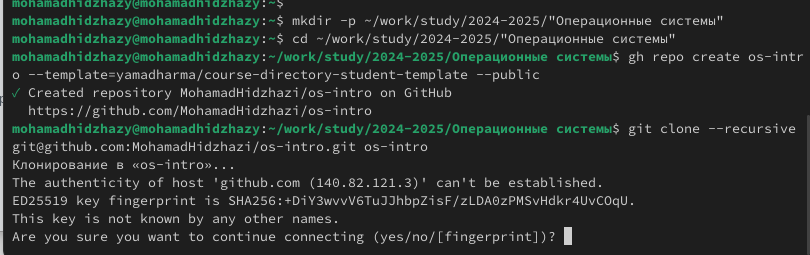 mohamadhidzhazy@mohamadhidzhazy:~$
mohamadhidzhazy@mohamadhidzhazy:~$ mkdir -p ~/work/study/2024-2025/"Операционные системы"
mohamadhidzhazy@mohamadhidzhazy:~$ cd ~/work/study/2024-2025/"Операционные системы"
mohamadhidzhazy@mohamadhidzhazy:~/work/study/2024-2025/Операционные системы$ gh repo create os-intr
o --template=yamadharma/course-directory-student-template --public
✓ Created repository MohamadHidzhazi/os-intro on GitHub
https://github.com/MohamadHidzhazi/os-intro
mohamadhidzhazy@mohamadhidzhazy:~/work/study/2024-2025/Операционные системы$ git clone --recursive
git@github.com:MohamadHidzhazy/os-intro.git os-intro
Клонирование в «os-intro»...
The authenticity of host 'github.com (140.82.121.3)' can't be established.
ED25519 key fingerprint is SHA256:+DiY3wvvV6TuJJhbpZisF/zLDA0zPMSvHdkr4UvCOqU.
This key is not known by any other names.
Are you sure you want to continue connecting (yes/no/[fingerprint])?